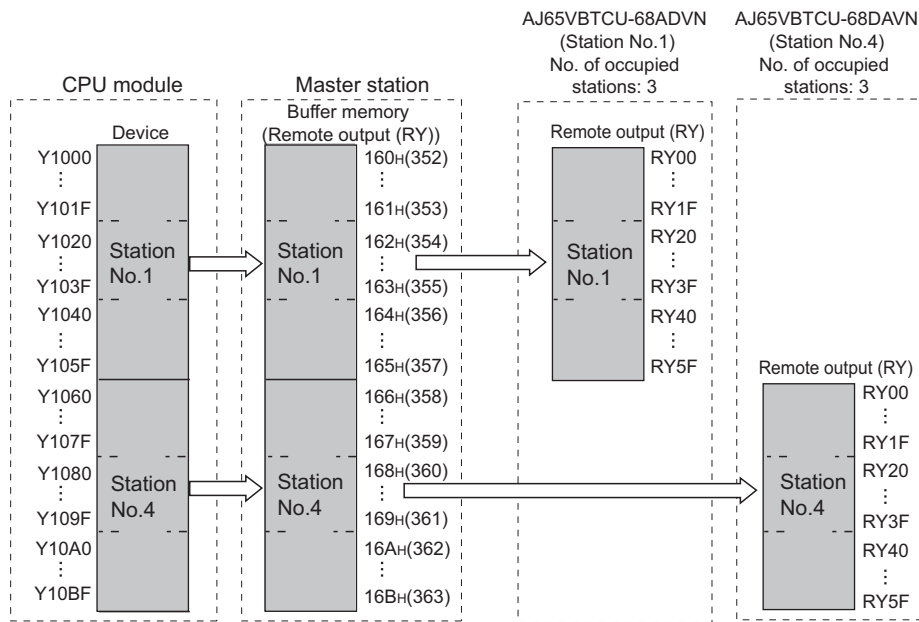 AJ65VBTCU-68ADVN
(Station No.1)
No. of occupied
stations: 3
AJ65VBTCU-68DAVN
(Station No.4)
No. of occupied
stations: 3
CPU module
Master station
Device
Buffer memory
(Remote output (RY))
Remote output (RY)
Y1000
⋮
Y101F
Y1020
⋮
Y103F
Y1040
⋮
Y105F
Y1060
⋮
Y107F
Y1080
⋮
Y109F
Y10A0
⋮
Y10BF
Station
No.1
Station
No.4
Station
No.1
Station
No.4
160H(352)
⋮
161H(353)
162H(354)
⋮
163H(355)
164H(356)
⋮
165H(357)
166H(358)
⋮
167H(359)
168H(360)
⋮
169H(361)
16AH(362)
⋮
16BH(363)
Station
No.1
RY00
⋮
RY1F
RY20
⋮
RY3F
RY40
⋮
RY5F
Remote output (RY)
Station
No.4
RY00
⋮
RY1F
RY20
⋮
RY3F
RY40
⋮
RY5F